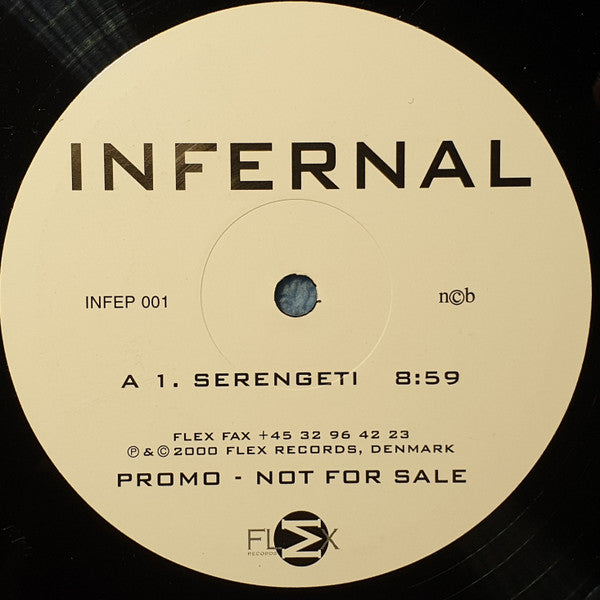 INFERNAL
INFEP 001
n©b
A 1. SERENGETI 8:59
FLEX FAX +45 32 96 42 23
℗ & © 2000 FLEX RECORDS, DENMARK
PROMO - NOT FOR SALE
FLEX
RECORDS